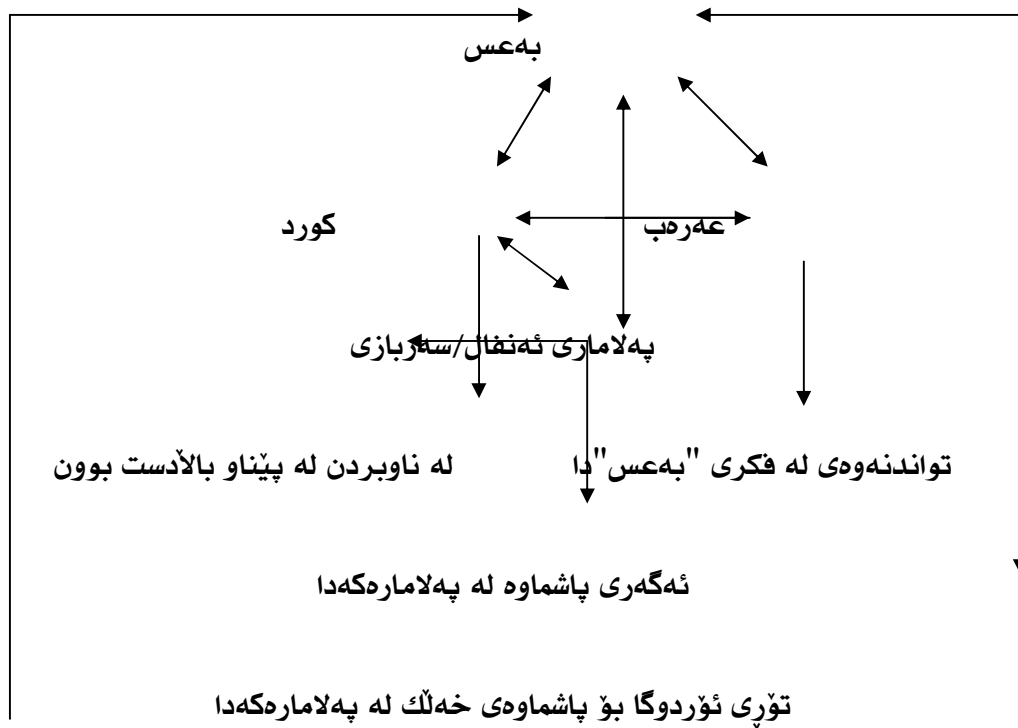 بەعس
کورد عەرەب
پەلاماری ئەنفال/سەربازی
لە ناوبردن لە پێناو بالأدست بوون تواندنەوەی لە فکری "بەعس"دا
ئەگەری پاشماوە لە پەلامارەکەدا
تۆڕی ئۆردوگا بۆ پاشماوەی خەڵك لە پەلامارەکەدا